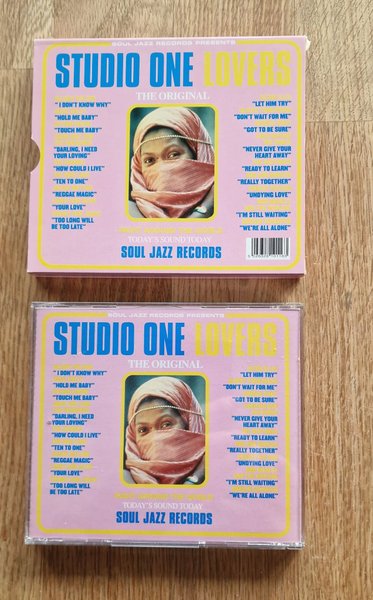 SOUL JAZZ RECORDS PRESENTS
STUDIO ONE LOVERS
THE ORIGINAL
"I DON'T KNOW WHY"
"HOLD ME BABY"
"TOUCH ME BABY"
"DARLING, I NEED
YOUR LOVING"
"HOW COULD I LIVE"
"TEN TO ONE"
"REGGAE MAGIC"
"YOUR LOVE"
"TOO LONG WILL
BE TOO LATE"
"LET HIM TRY"
"DON'T WAIT FOR ME"
"GOT TO BE SURE"
"NEVER GIVE YOUR
HEART AWAY"
"READY TO LEARN"
"REALLY TOGETHER"
"UNDYING LOVE"
"I'M STILL WAITING"
"WE'RE ALL ALONE"
TODAY'S SOUND TODAY
SOUL JAZZ RECORDS
SOUL JAZZ RECORDS PRESENTS
STUDIO ONE LOVERS
THE ORIGINAL
"I DON'T KNOW WHY"
"HOLD ME BABY"
"TOUCH ME BABY"
"DARLING, I NEED
YOUR LOVING"
"HOW COULD I LIVE"
"TEN TO ONE"
"REGGAE MAGIC"
"YOUR LOVE"
"TOO LONG WILL
BE TOO LATE"
"LET HIM TRY"
"DON'T WAIT FOR ME"
"GOT TO BE SURE"
"NEVER GIVE YOUR
HEART AWAY"
"READY TO LEARN"
"REALLY TOGETHER"
"UNDYING LOVE"
"I'M STILL WAITING"
"WE'RE ALL ALONE"
TODAY'S SOUND TODAY
SOUL JAZZ RECORDS